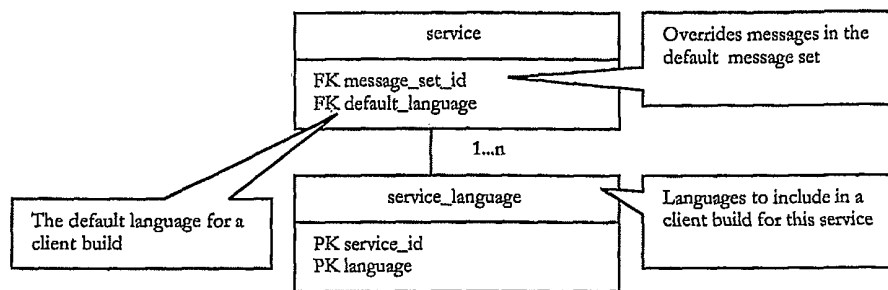 service
FK message_set_id
FK default_language
Overrides messages in the
default message set
1...n
The default language for a
client build
service_language
PK service_id
PK language
Languages to include in a
client build for this service